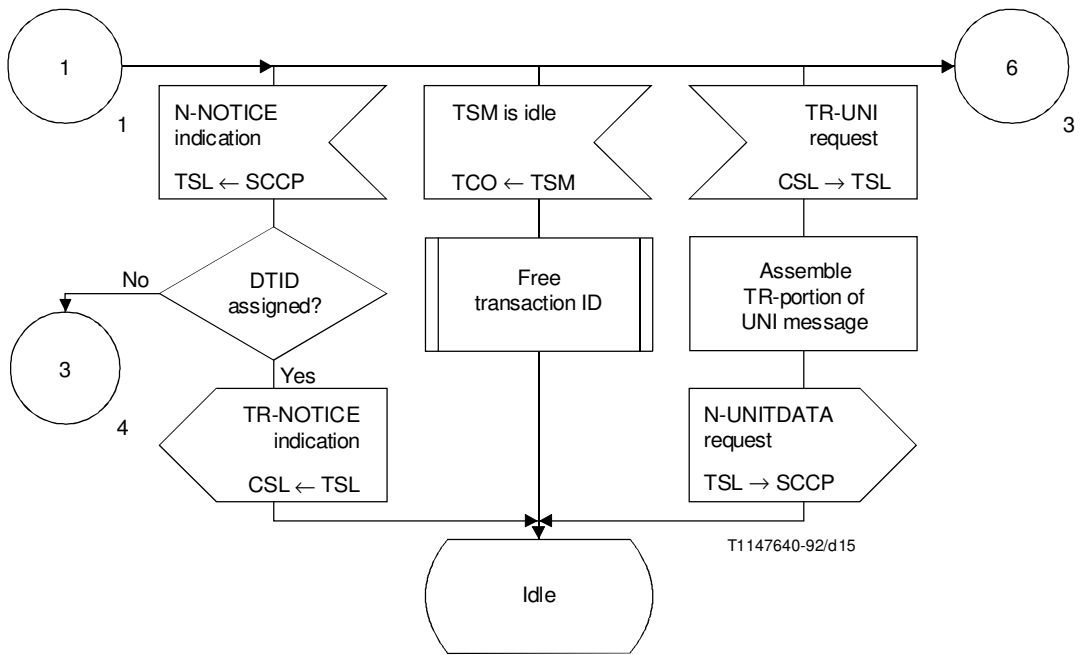 1
1
N-NOTICE
indication
TSL ← SCCP
TSM is idle
TCO ← TSM
TR-UNI
request
CSL → TSL
6
3
No
DTID
assigned?
Yes
3
4
Free
transaction ID
Assemble
TR-portion of
UNI message
TR-NOTICE
indication
CSL ← TSL
N-UNITDATA
request
TSL → SCCP
T1147640-92/d15
Idle